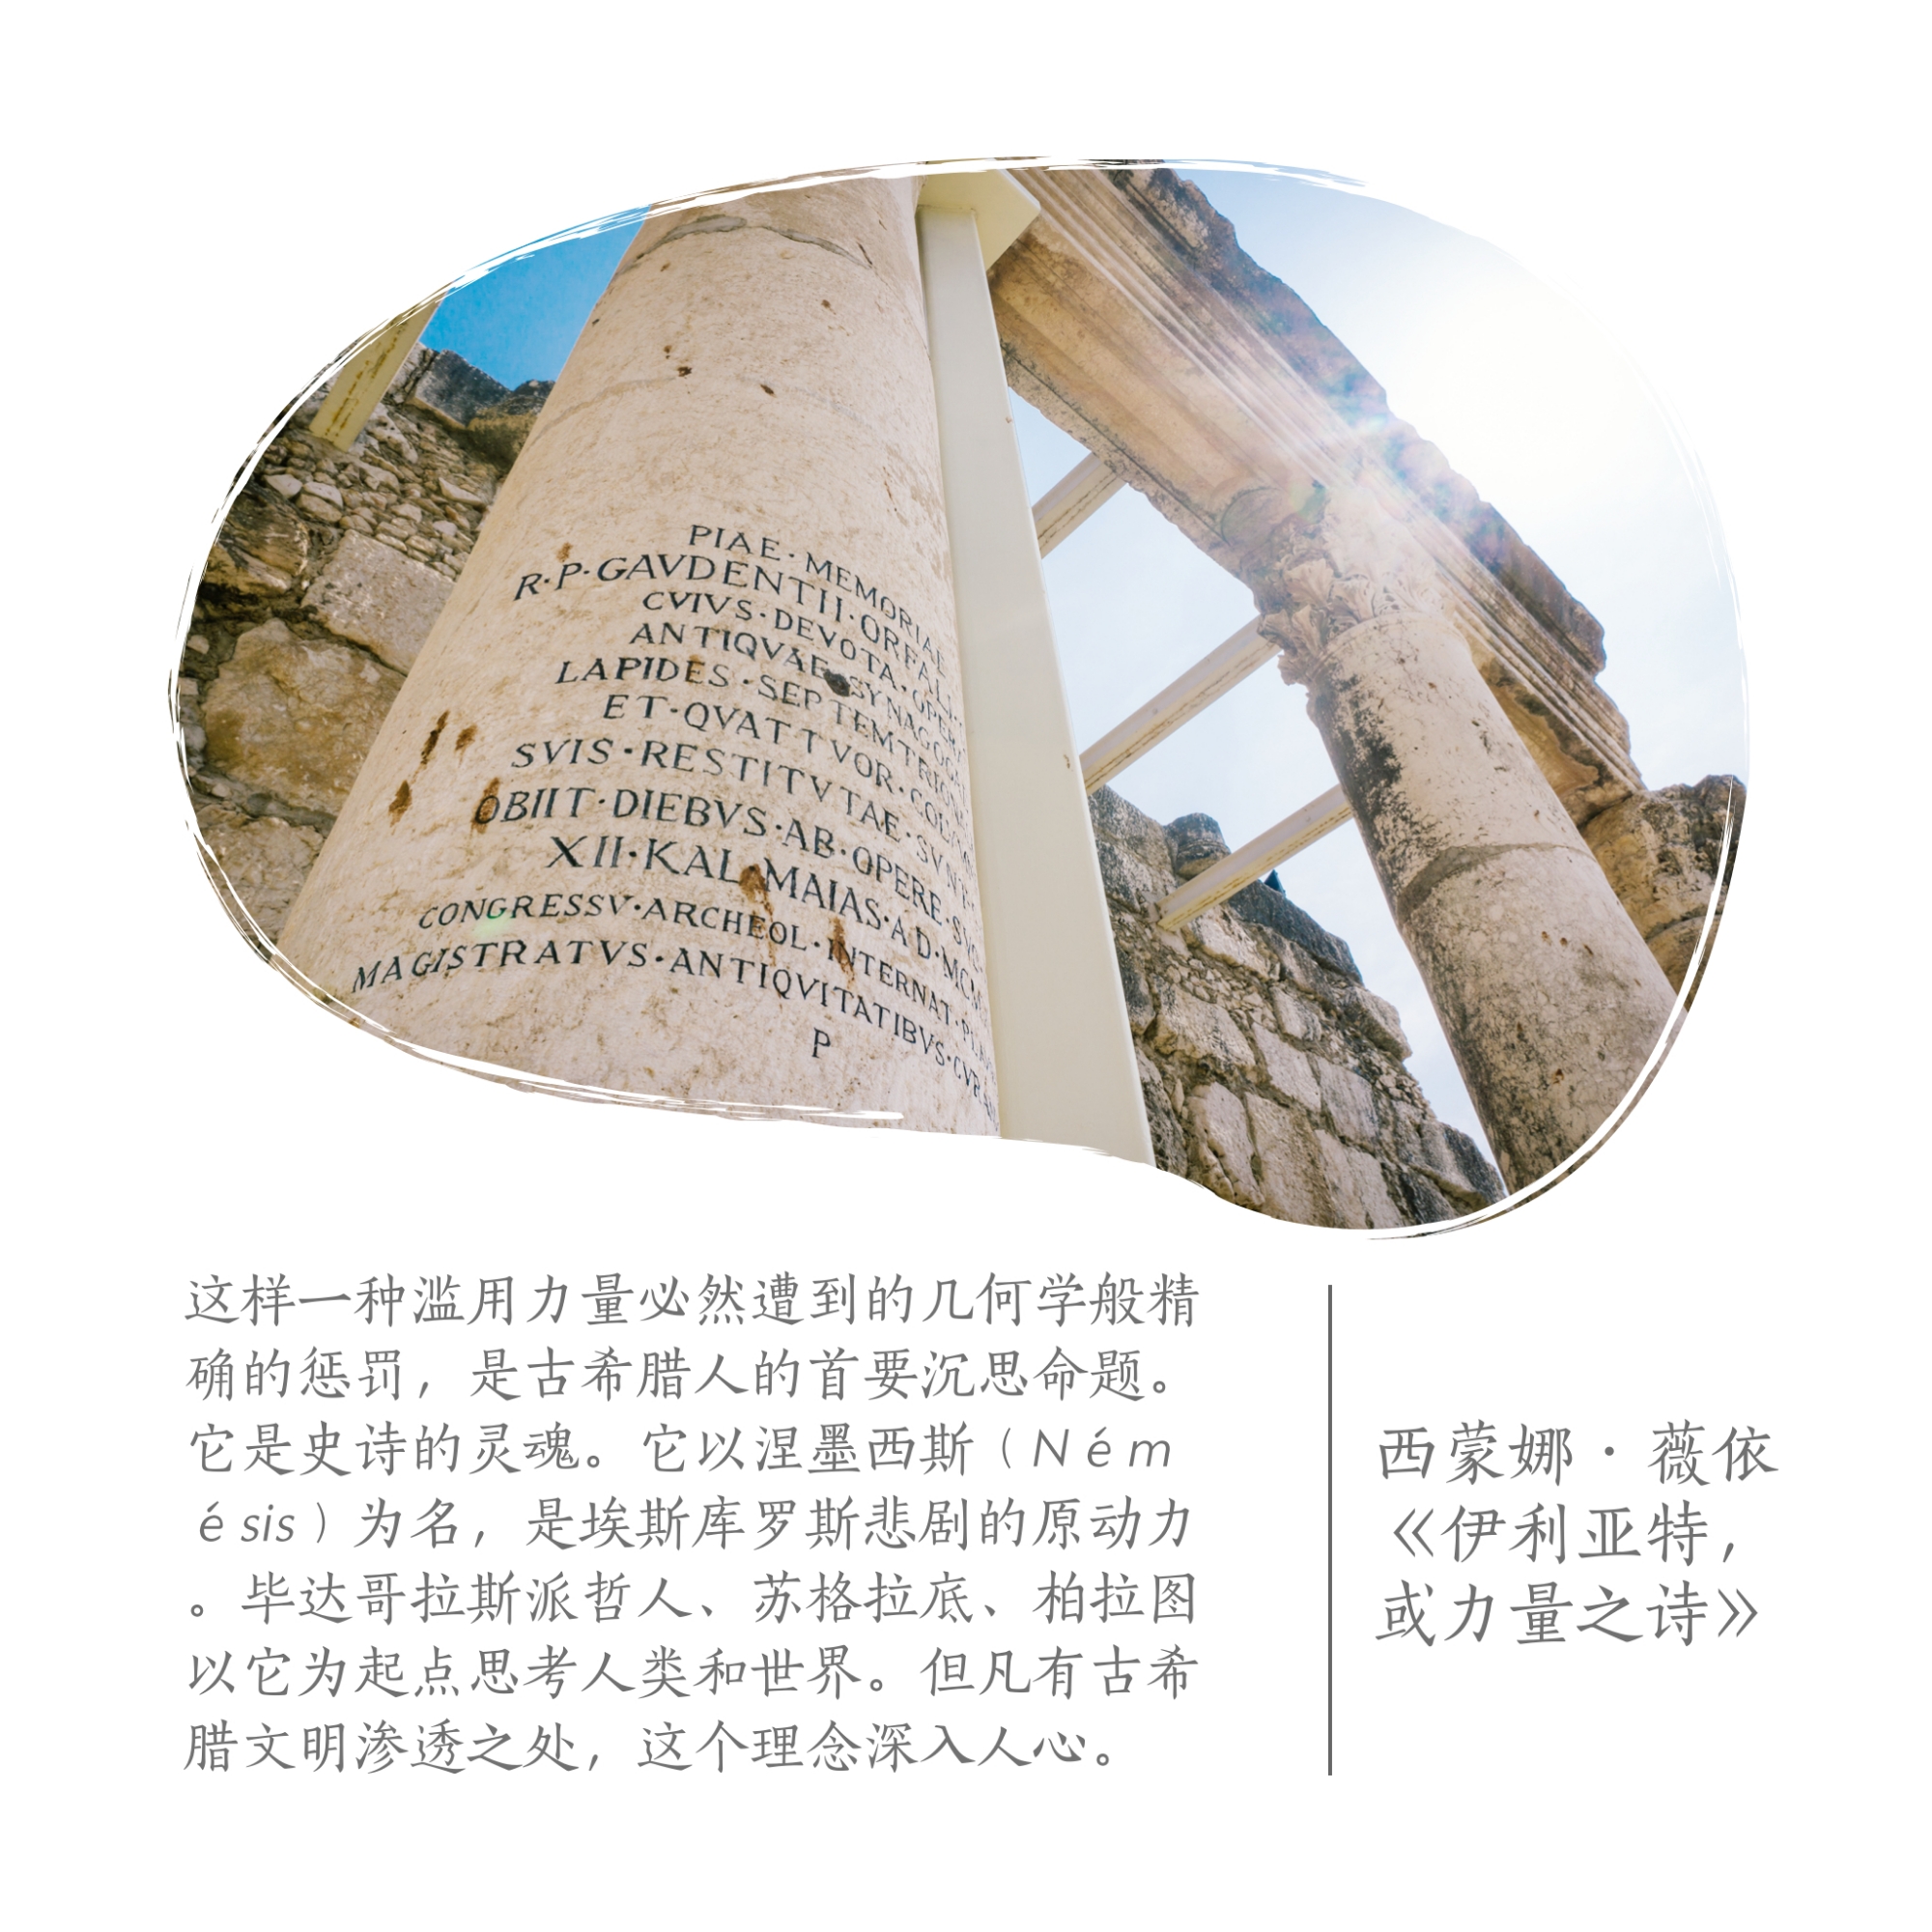 PIAE · MEMORIAE
R · P · GAVDENTII · ORFALI ·
CVIVS · DEVOTA · OPERA
ANTIQVAE SYNAGOGA
LAPIDES · SEPTEMTRIONA
ET · QVATTVOR · COLV
SVIS · RESTITVTAE · SVNT ·
OBIIT · DIEBVS · AB · OPERE · SVO
XII · KAL · MAIAS · A D · MCM
CONGRESSV · ARCHEOL · INTERNAT ·
MAGISTRATVS · ANTIQVITATIBVS · CVRAN
P
这样一种滥用力量必然遭到的几何学般精
确的惩罚，是古希腊人的首要沉思命题。
它是史诗的灵魂。它以涅墨西斯（Ném
ésis）为名，是埃斯库罗斯悲剧的原动力
。毕达哥拉斯派哲人、苏格拉底、柏拉图
以它为起点思考人类和世界。但凡有古希
腊文明渗透之处，这个理念深入人心。
西蒙娜·薇依
《伊利亚特，
或力量之诗》